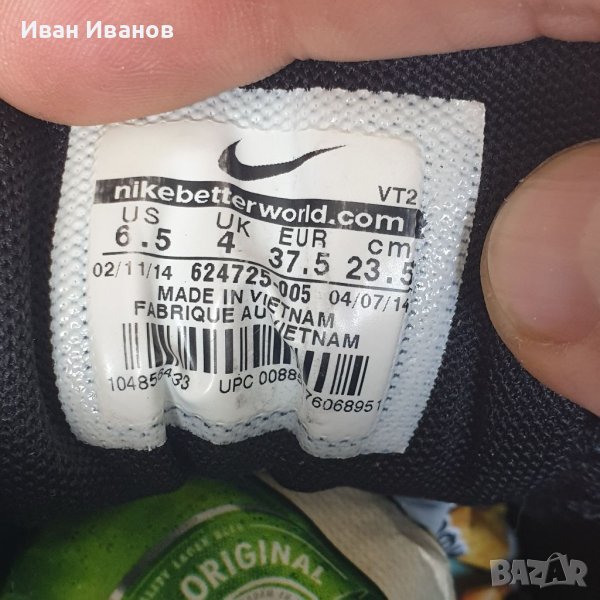 Иван Иванов
VT2
nikebetterworld.com
US UK EUR cm
6.5 4 37.5 23.5
02/11/14 624725 005 04/07/14
MADE IN VIETNAM
FABRIQUE AU VIETNAM
UPC
ORIGINAL
BAZAR